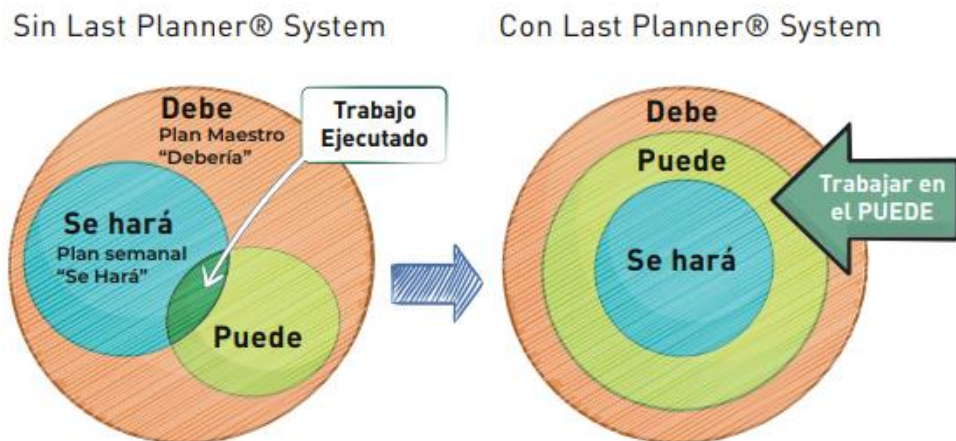 Sin Last Planner® System
Debe
Plan Maestro
“Debería”
Trabajo
Ejecutado
Se hará
Plan semanal
“Se Hará”
Puede
Con Last Planner® System
Debe
Puede
Se hará
Trabajar en
el PUEDE